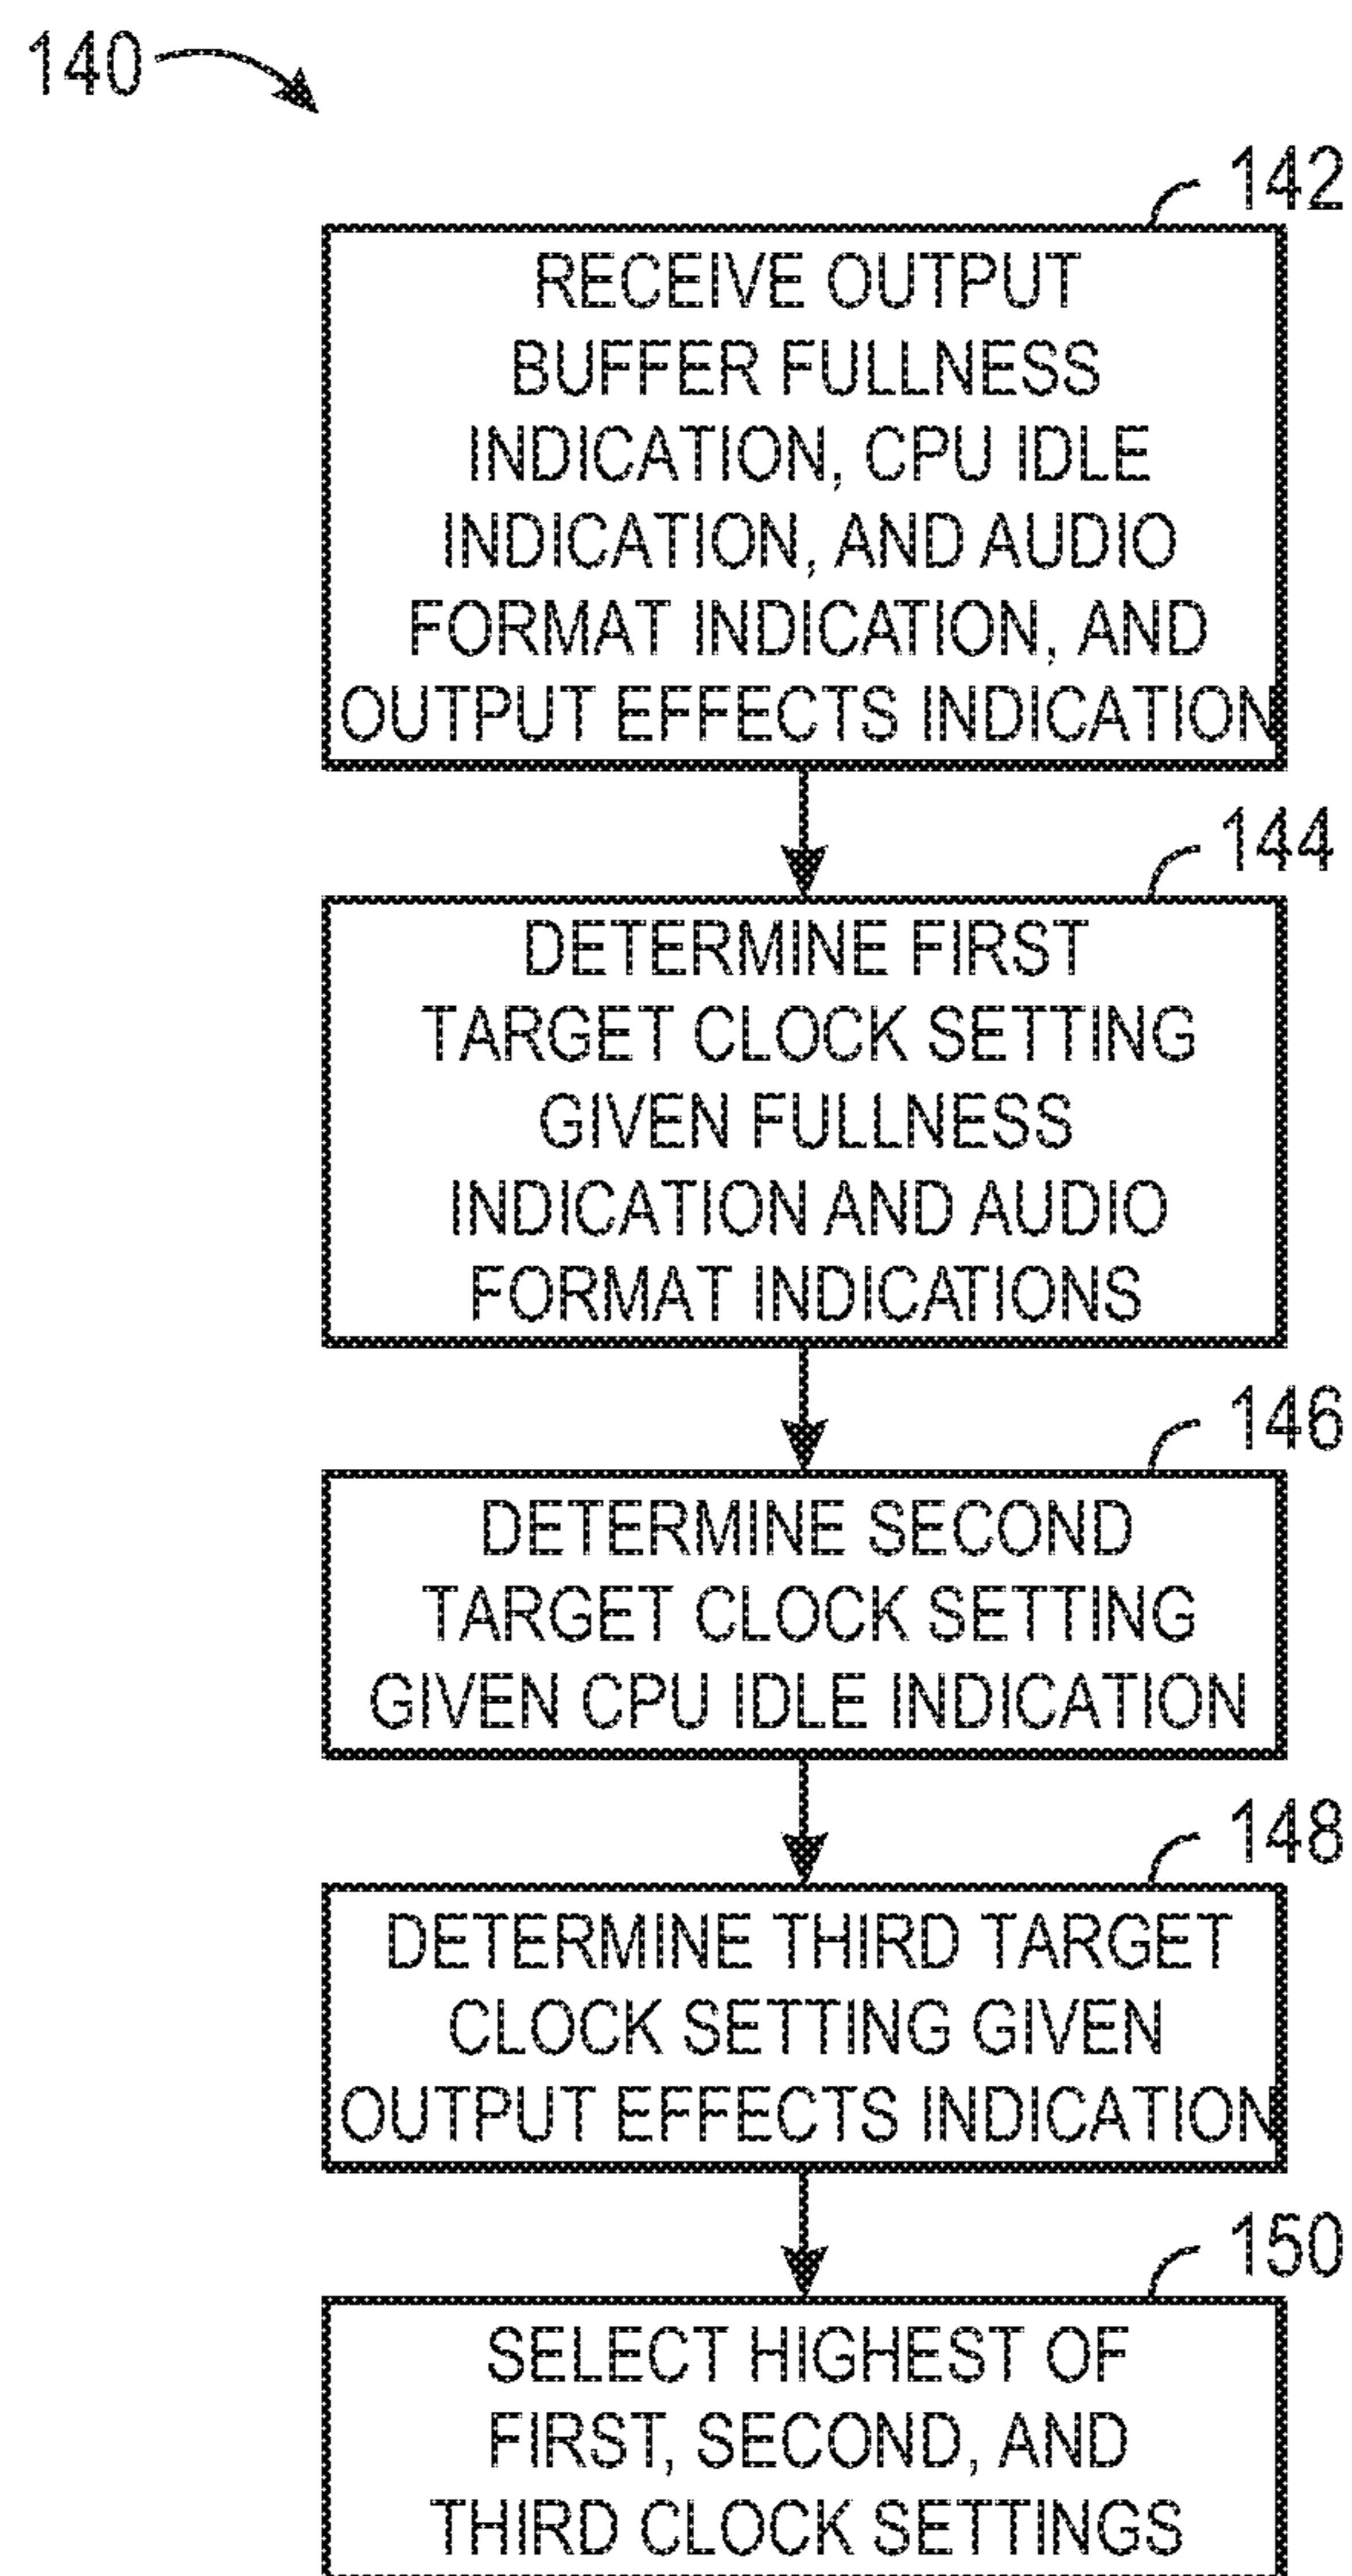 140
142
RECEIVE OUTPUT
BUFFER FULLNESS
INDICATION, CPU IDLE
INDICATION, AND AUDIO
FORMAT INDICATION, AND
OUTPUT EFFECTS INDICATION
144
DETERMINE FIRST
TARGET CLOCK SETTING
GIVEN FULLNESS
INDICATION AND AUDIO
FORMAT INDICATIONS
146
DETERMINE SECOND
TARGET CLOCK SETTING
GIVEN CPU IDLE INDICATION
148
DETERMINE THIRD TARGET
CLOCK SETTING GIVEN
OUTPUT EFFECTS INDICATION
150
SELECT HIGHEST OF
FIRST, SECOND, AND
THIRD CLOCK SETTINGS